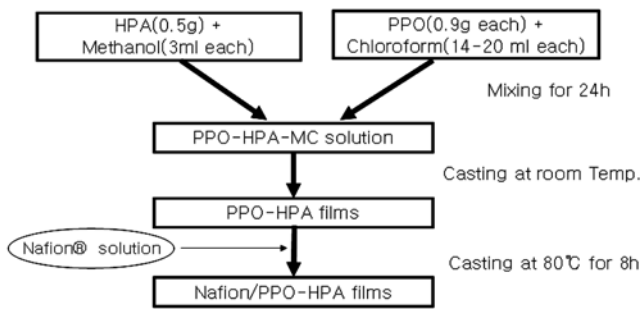 HPA(0.5g) +
Methanol(3ml each)
PPO(0.9g each) +
Chloroform(14-20 ml each)
Mixing for 24h
PPO-HPA-MC solution
Casting at room Temp.
PPO-HPA films
Nafion® solution
Casting at 80℃ for 8h
Nafion/PPO-HPA films